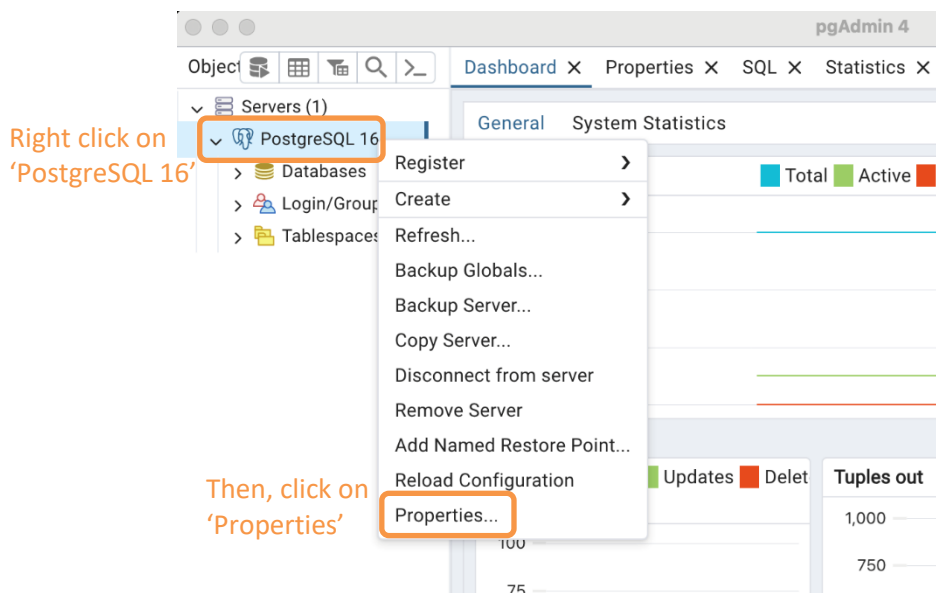 pgAdmin 4
Object
Dashboard
Properties
SQL
Statistics
Servers (1)
General
System Statistics
Right click on
'PostgreSQL 16'
PostgreSQL 16
Databases
Login/Group
Tablespaces
Register
Create
Refresh...
Backup Globals...
Backup Server...
Copy Server...
Disconnect from server
Remove Server
Add Named Restore Point...
Reload Configuration
Properties...
Total
Active
Then, click on
'Properties'
Updates
Delet
Tuples out
100
75
1,000
750